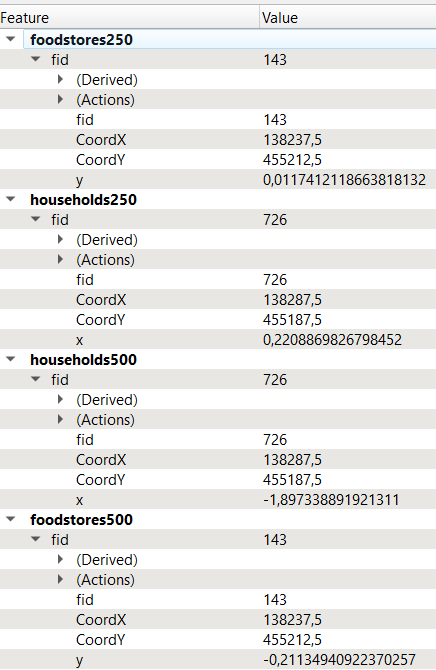 Feature Value
foodstores250
fid 143
(Derived)
(Actions)
fid 143
CoordX 138237,5
CoordY 455212,5
y 0,0117412118663818132
households250
fid 726
(Derived)
(Actions)
fid 726
CoordX 138287,5
CoordY 455187,5
x 0,2208869826798452
households500
fid 726
(Derived)
(Actions)
fid 726
CoordX 138287,5
CoordY 455187,5
x -1,897338891921311
foodstores500
fid 143
(Derived)
(Actions)
fid 143
CoordX 138237,5
CoordY 455212,5
y -0,21134940922370257